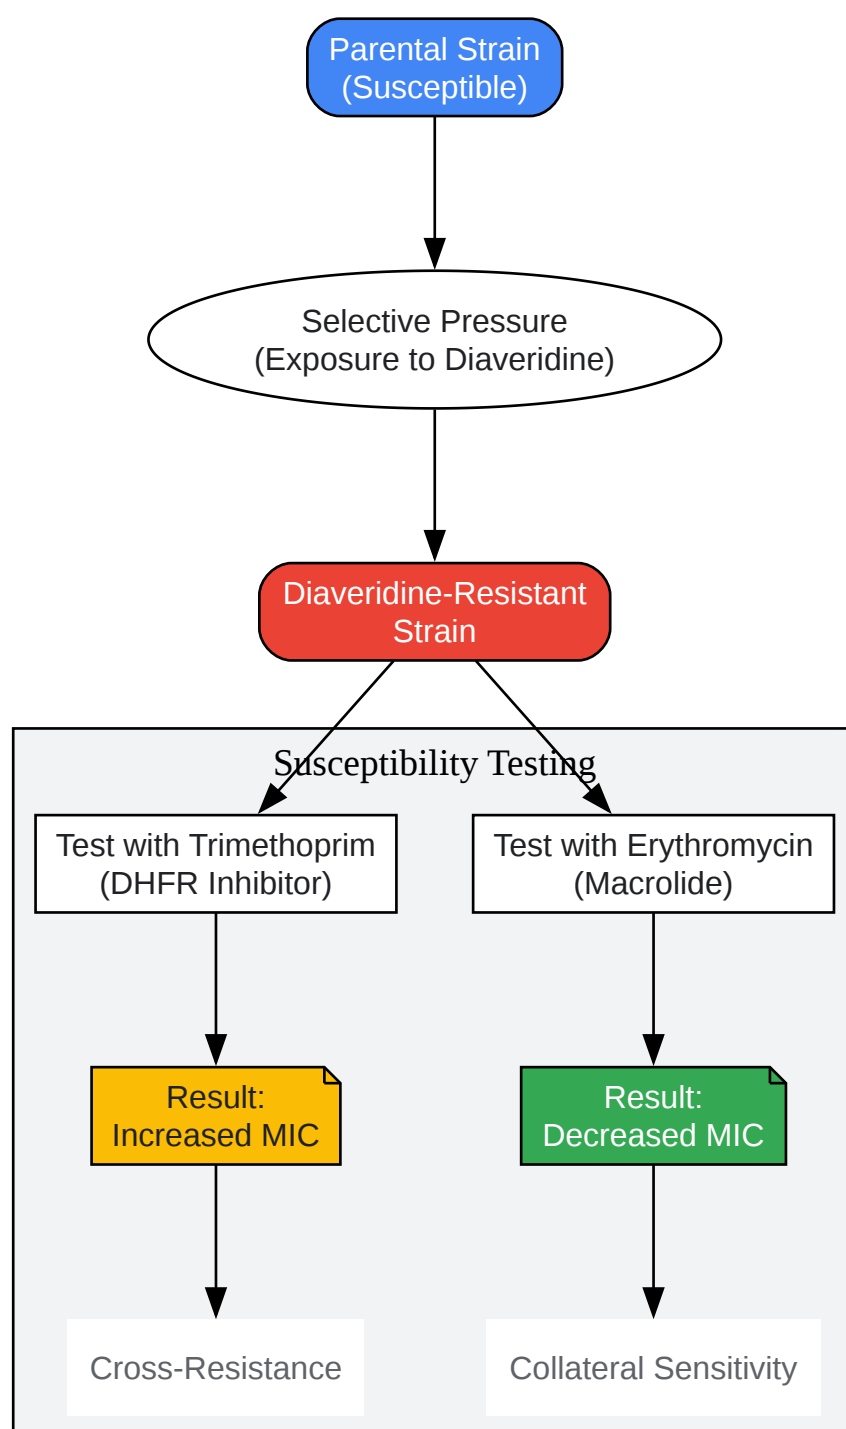 Parental Strain
(Susceptible)
Selective Pressure
(Exposure to Diaveridine)
Diaveridine-Resistant
Strain
Susceptibility Testing
Test with Trimethoprim
(DHFR Inhibitor)
Test with Erythromycin
(Macrolide)
Result:
Increased MIC
Result:
Decreased MIC
Cross-Resistance
Collateral Sensitivity